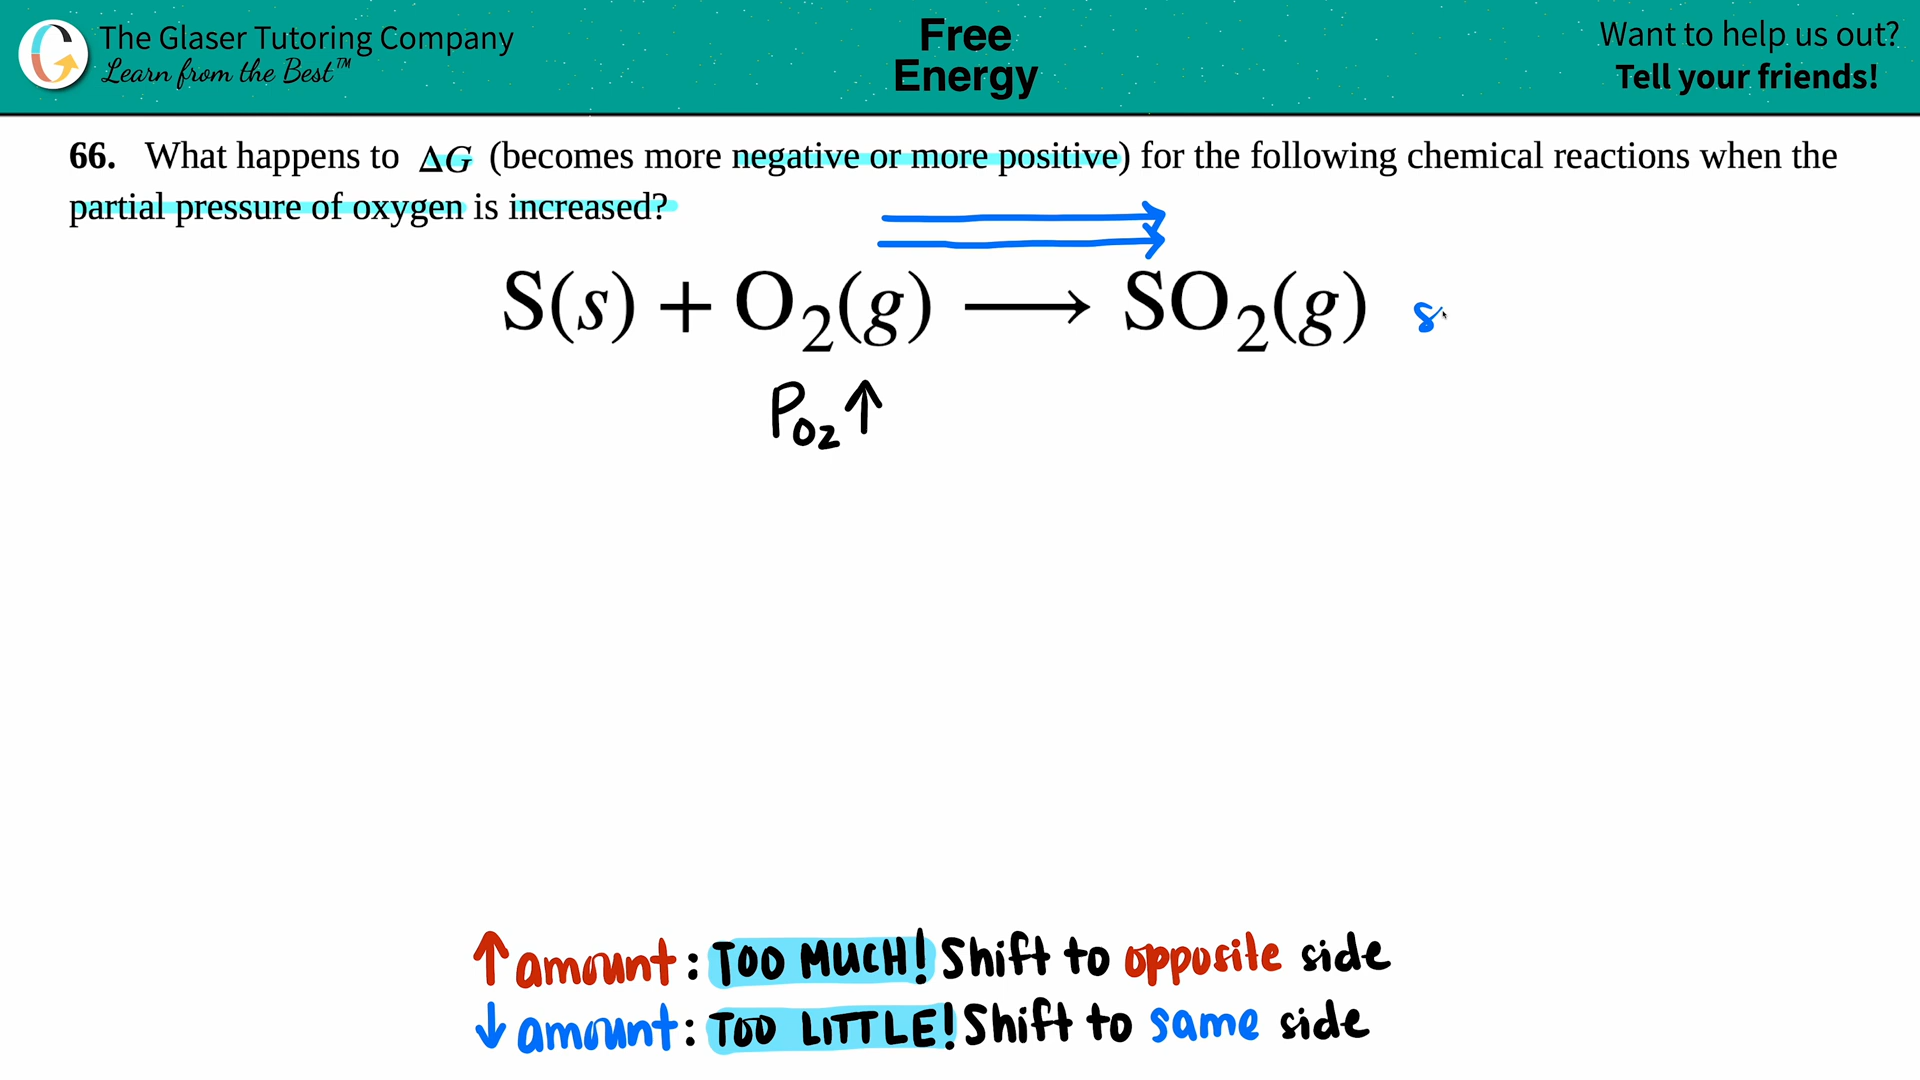 The Glaser Tutoring Company
Learn from the Best™
Free
Energy
Want to help us out?
Tell your friends!
66. What happens to ΔG (becomes more negative or more positive) for the following chemical reactions when the
partial pressure of oxygen is increased?
S(s) + O₂(g) ⟶ SO₂(g) s
P_O₂ ↑
↑ amount: TOO MUCH! Shift to opposite side
↓ amount: TOO LITTLE! Shift to same side